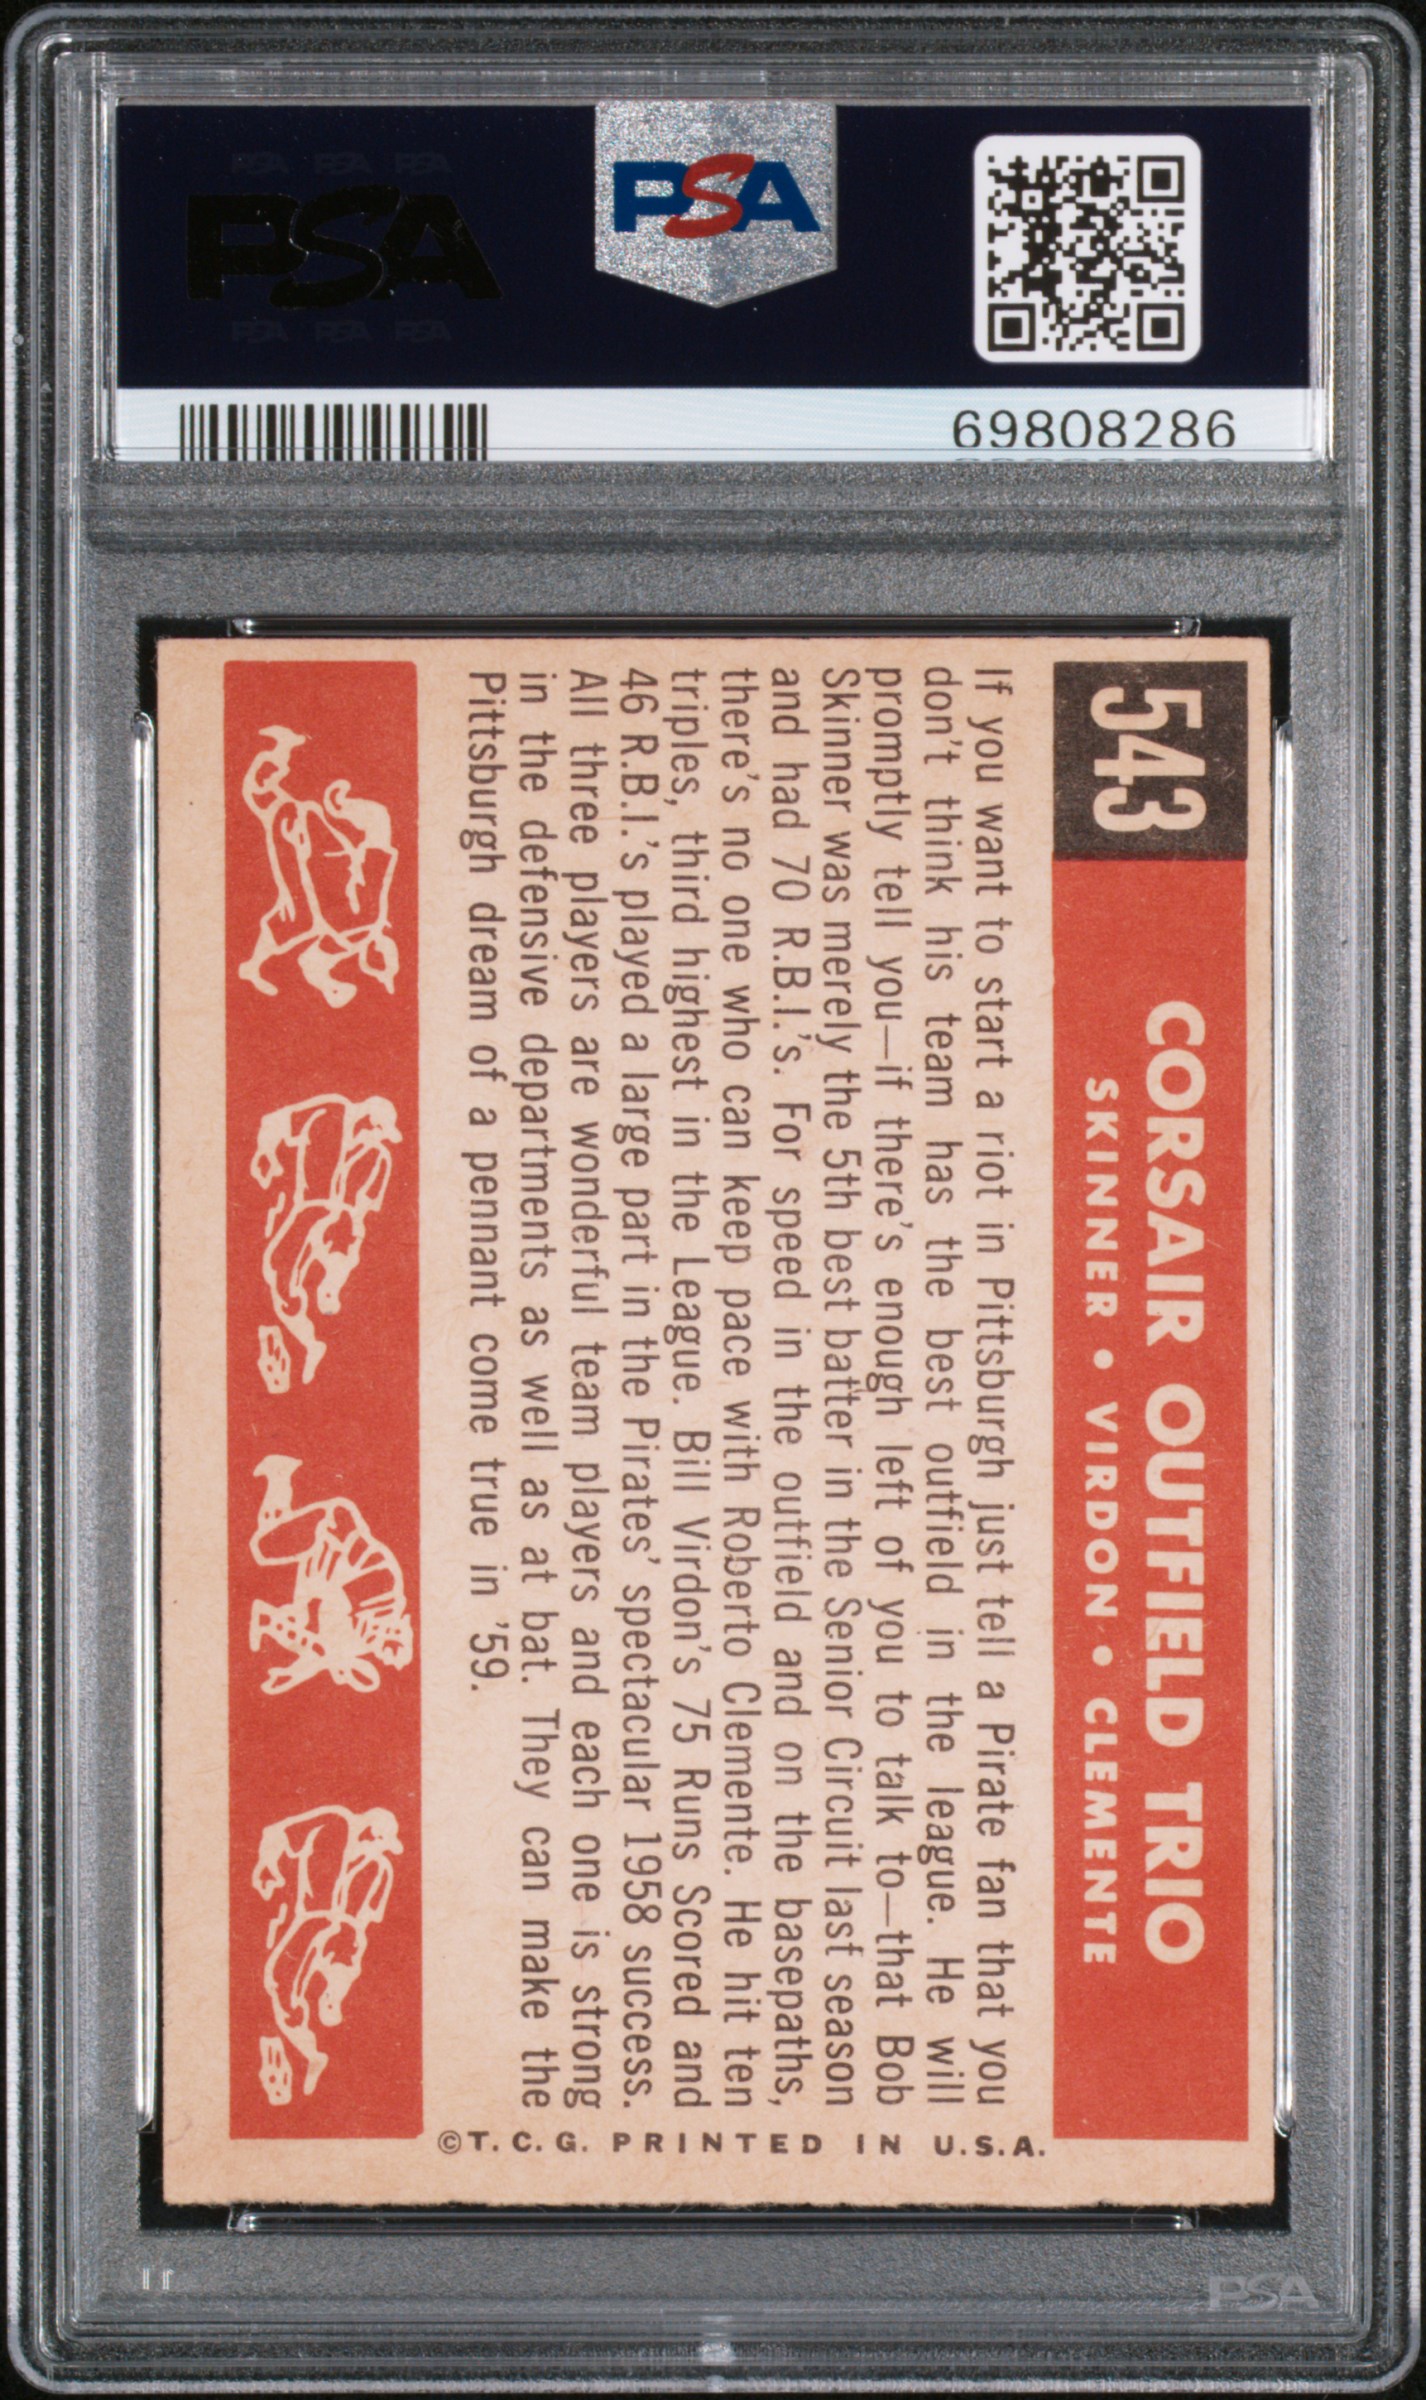 PSA PSA PSA
PSA
PSA PSA PSA
PSA
69808286
543
CORSAIR OUTFIELD TRIO
SKINNER • VIRDON • CLEMENTE
If you want to start a riot in Pittsburgh just tell a Pirate fan that you
don't think his team has the best outfield in the league. He will
promptly tell you—if there's enough left of you to talk to—that Bob
Skinner was merely the 5th best batter in the Senior Circuit last season
and had 70 R.B.I.'s. For speed in the outfield and on the basepaths,
there's no one who can keep pace with Roberto Clemente. He hit ten
triples, third highest in the League. Bill Virdon's 75 Runs Scored and
46 R.B.I.'s played a large part in the Pirates' spectacular 1958 success.
All three players are wonderful team players and each one is strong
in the defensive departments as well as at bat. They can make the
Pittsburgh dream of a pennant come true in '59.
©T. C. G. PRINTED IN U.S.A.
PSA